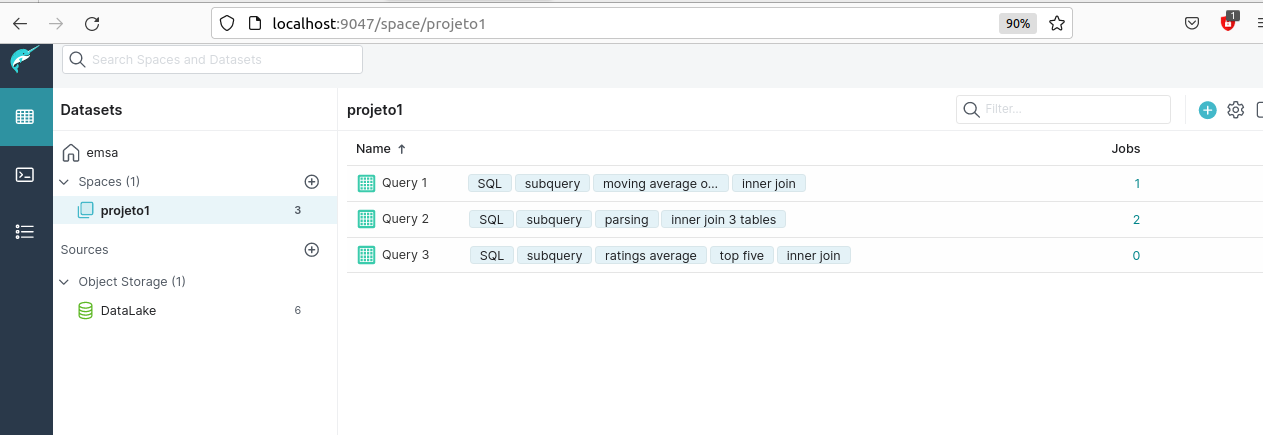 localhost:9047/space/projeto1
90%
1
Search Spaces and Datasets
Datasets
projeto1
Filter...
emsa
Name ↑
Jobs
Spaces (1)
Query 1 SQL subquery moving average o... inner join 1
projeto1 3
Query 2 SQL subquery parsing inner join 3 tables 2
Sources
Query 3 SQL subquery ratings average top five inner join 0
Object Storage (1)
DataLake 6